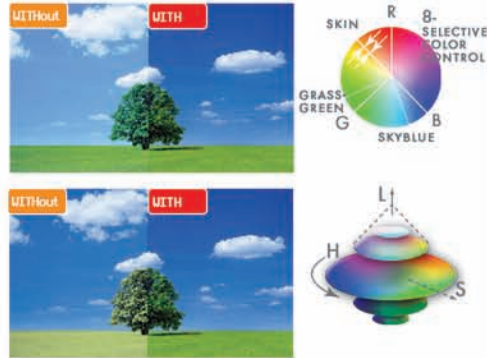 WITHout
WITH
SKIN
R
8-
SELECTIVE
COLOR
CONTROL
GRASS
GREEN
G
B
SKYBLUE
WITHout
WITH
L
H
S